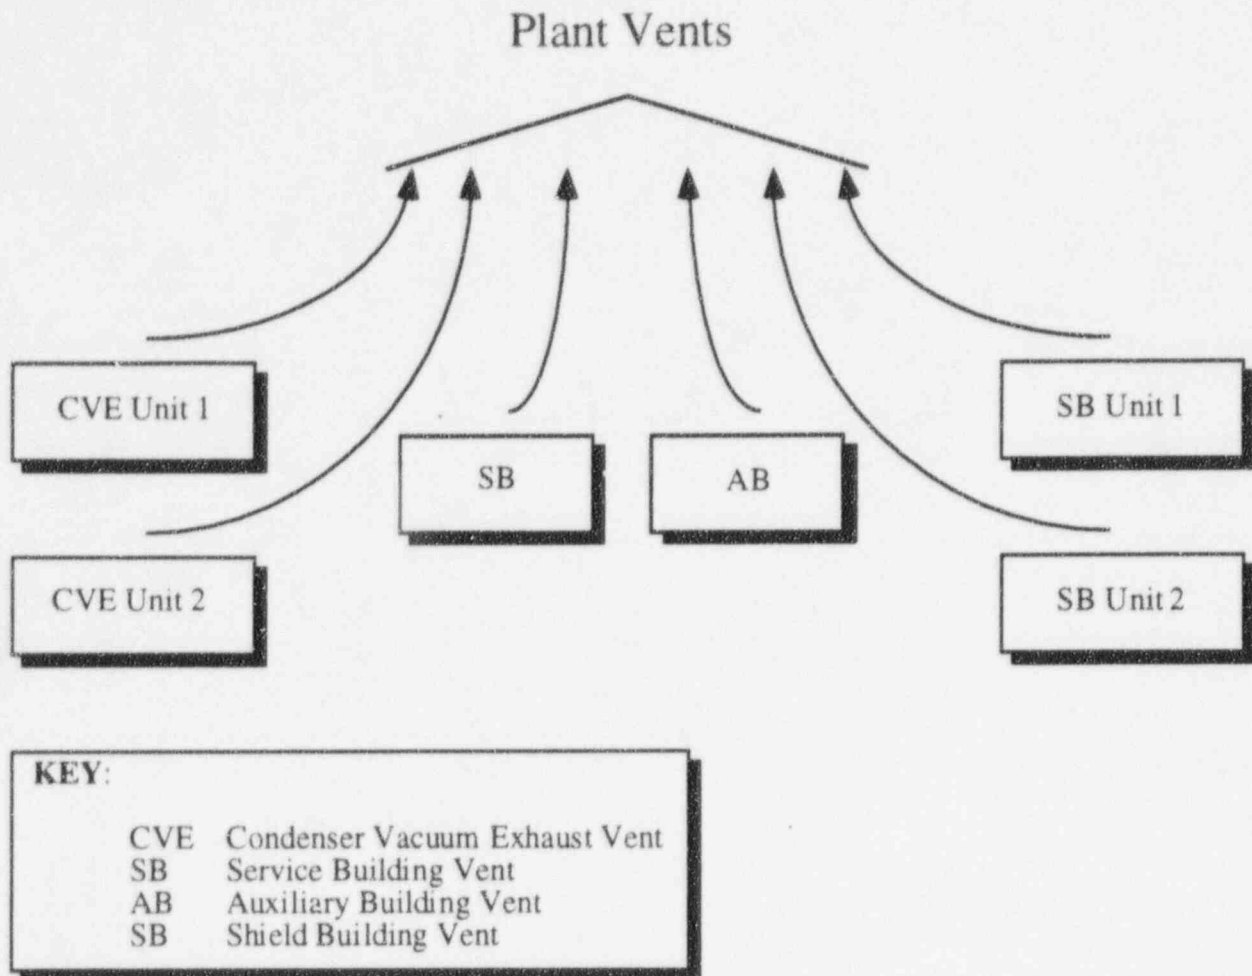 Plant Vents
CVE Unit 1
SB Unit 1
SB
AB
CVE Unit 2
SB Unit 2
KEY:
CVE Condenser Vacuum Exhaust Vent
SB Service Building Vent
AB Auxiliary Building Vent
SB Shield Building Vent